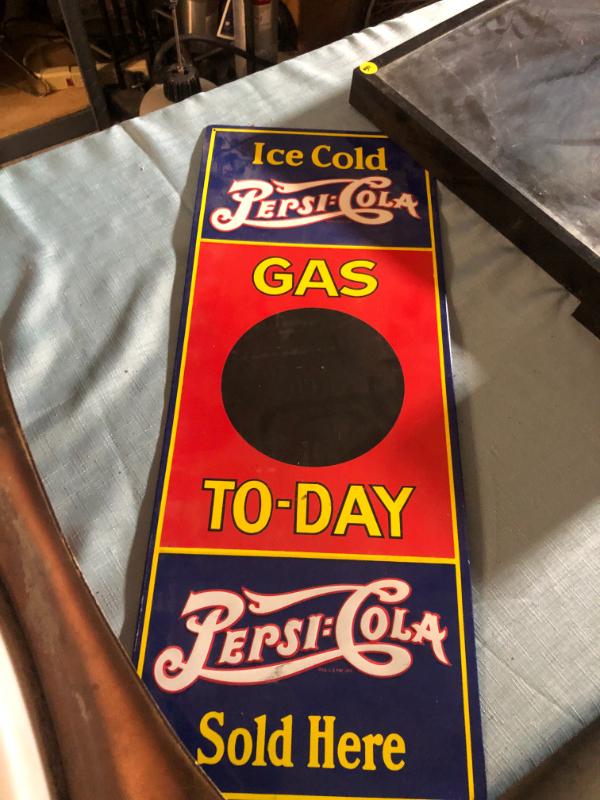 Ice Cold
PEPSI:COLA
GAS
TO-DAY
PEPSI:COLA
Sold Here